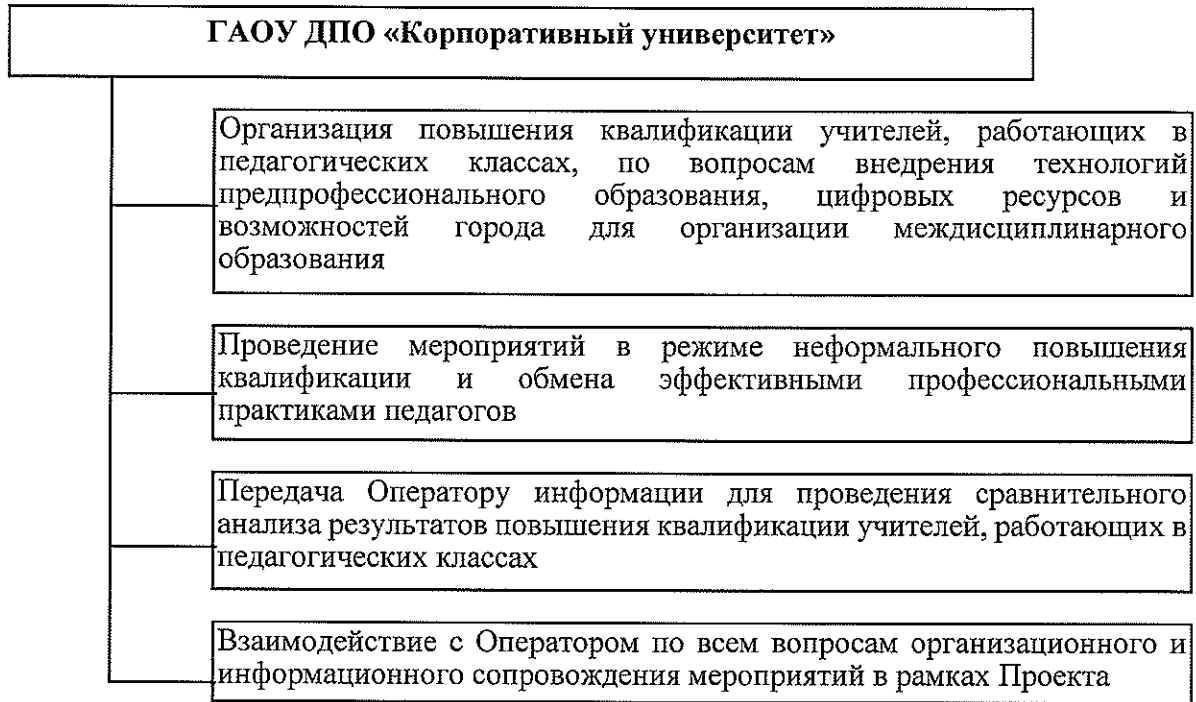 ГАОУ ДПО «Корпоративный университет»
Организация повышения квалификации учителей, работающих в
педагогических классах, по вопросам внедрения технологий
предпрофессионального образования, цифровых ресурсов и
возможностей города для организации междисциплинарного
образования
Проведение мероприятий в режиме неформального повышения
квалификации и обмена эффективными профессиональными
практиками педагогов
Передача Оператору информации для проведения сравнительного
анализа результатов повышения квалификации учителей, работающих в
педагогических классах
Взаимодействие с Оператором по всем вопросам организационного и
информационного сопровождения мероприятий в рамках Проекта